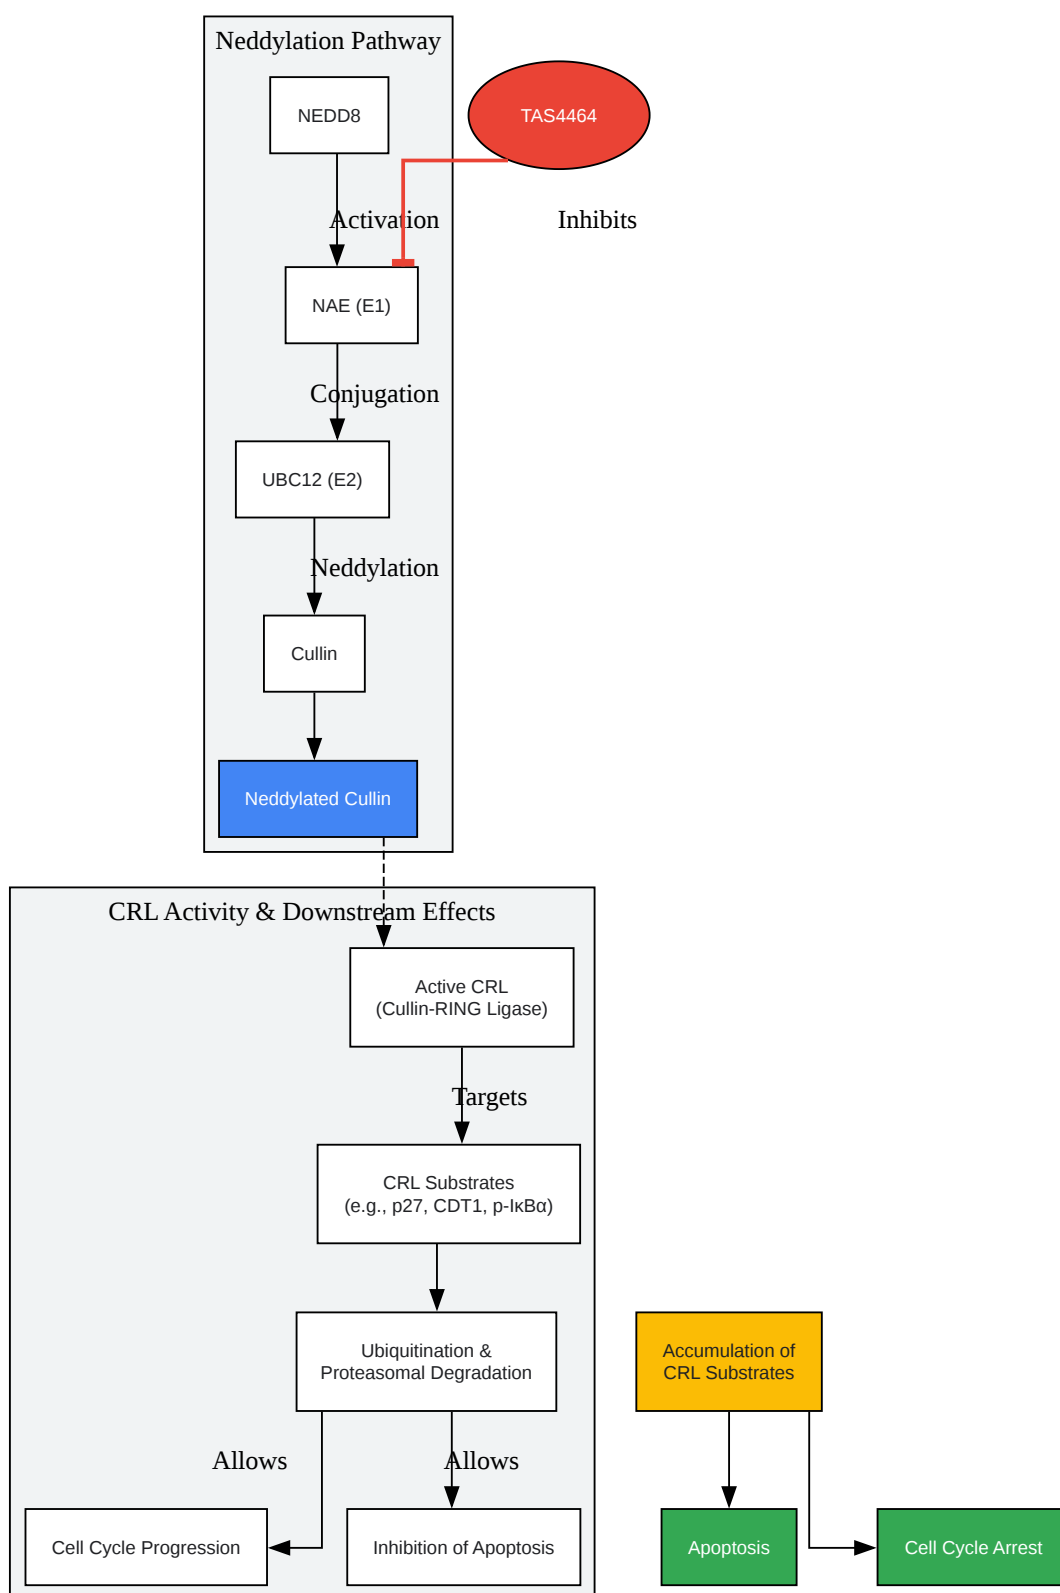 Neddylation Pathway
NEDD8
TAS4464
Activation
Inhibits
NAE (E1)
Conjugation
UBC12 (E2)
Neddylation
Cullin
Neddylated Cullin
CRL Activity & Downstream Effects
Active CRL
(Cullin-RING Ligase)
Targets
CRL Substrates
(e.g., p27, CDT1, p-IκBα)
Ubiquitination &
Proteasomal Degradation
Accumulation of
CRL Substrates
Allows
Allows
Cell Cycle Progression
Inhibition of Apoptosis
Apoptosis
Cell Cycle Arrest